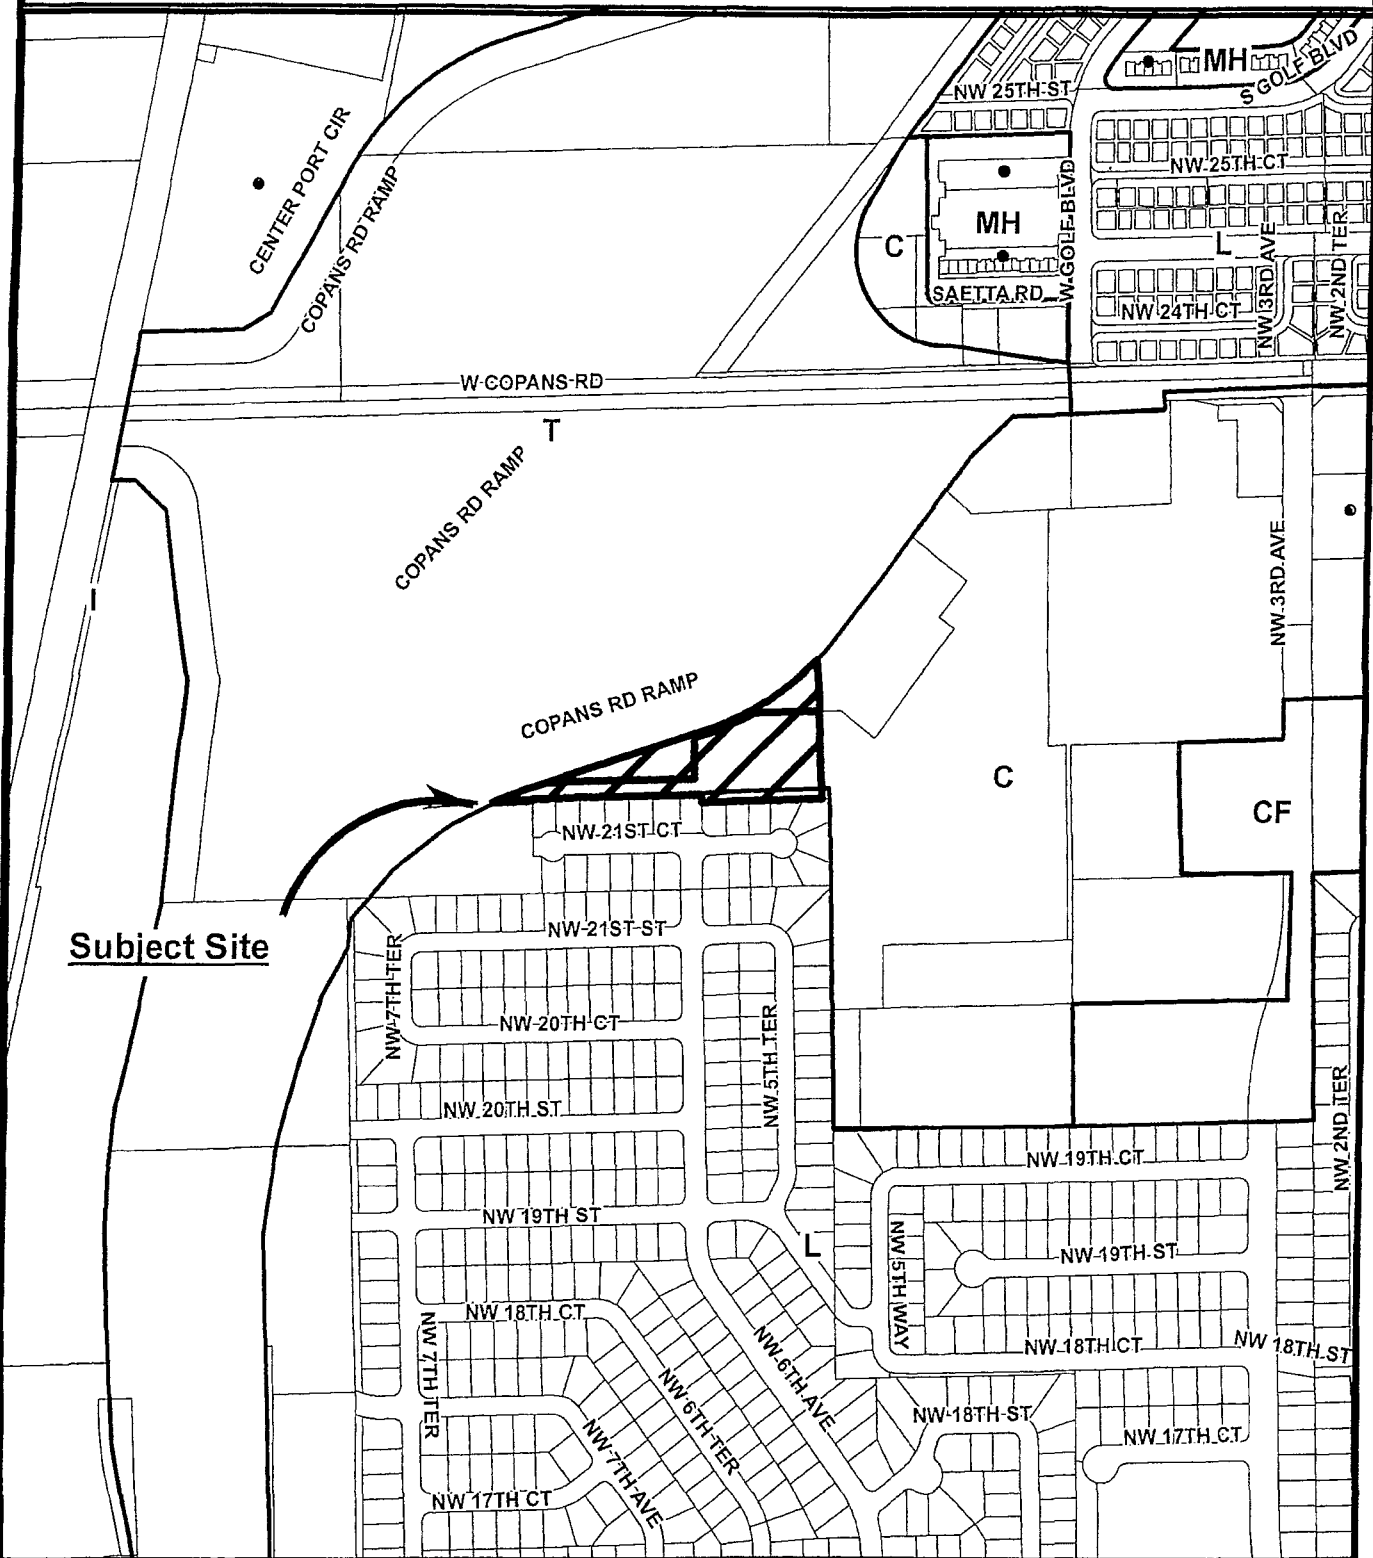 MH
S GOLF BLVD
NW 25TH ST
CENTER PORT CIR
COPANS RD RAMP
NW 25TH CT
W GOLF BLVD
MH
C
L
NW 3RD AVE
NW 2ND TER
SAETTA RD
NW 24TH CT
W COPANS RD
T
COPANS RD RAMP
I
NW 3RD AVE
COPANS RD RAMP
C
CF
NW 21ST CT
Subject Site
NW 21ST ST
NW 7TH TER
NW 20TH CT
NW 5TH TER
NW 20TH ST
NW 2ND TER
NW 19TH CT
NW 19TH ST
L
NW 5TH WAY
NW 19TH ST
NW 18TH CT
NW 7TH TER
NW 6TH AVE
NW 18TH CT
NW 18TH ST
NW 6TH TER
NW 18TH ST
NW 7TH AVE
NW 17TH CT
NW 17TH CT